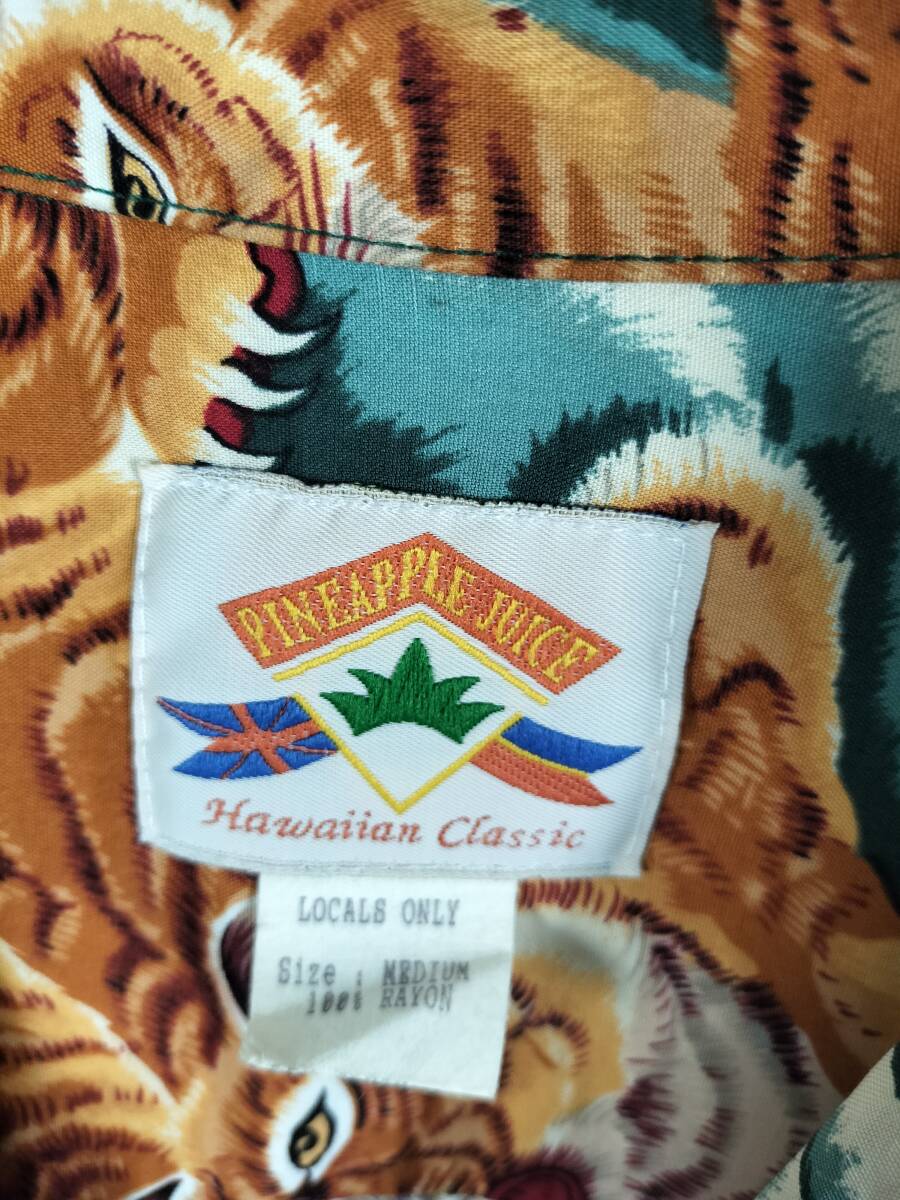 PINEAPPLE JUICE
Hawaiian Classic
LOCALS ONLY
Size : MEDIUM
100% RAYON